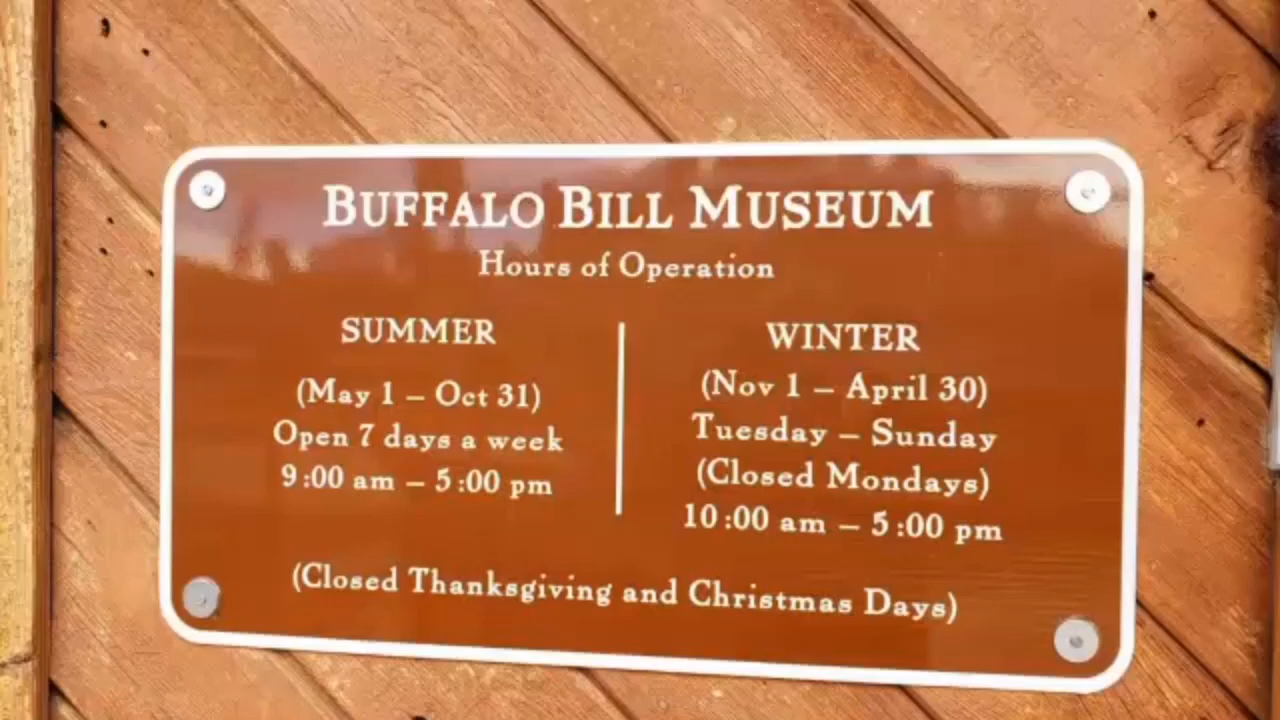 BUFFALO BILL MUSEUM
Hours of Operation
SUMMER
(May 1 – Oct 31)
Open 7 days a week
9:00 am – 5:00 pm
WINTER
(Nov 1 – April 30)
Tuesday – Sunday
(Closed Mondays)
10:00 am – 5:00 pm
(Closed Thanksgiving and Christmas Days)